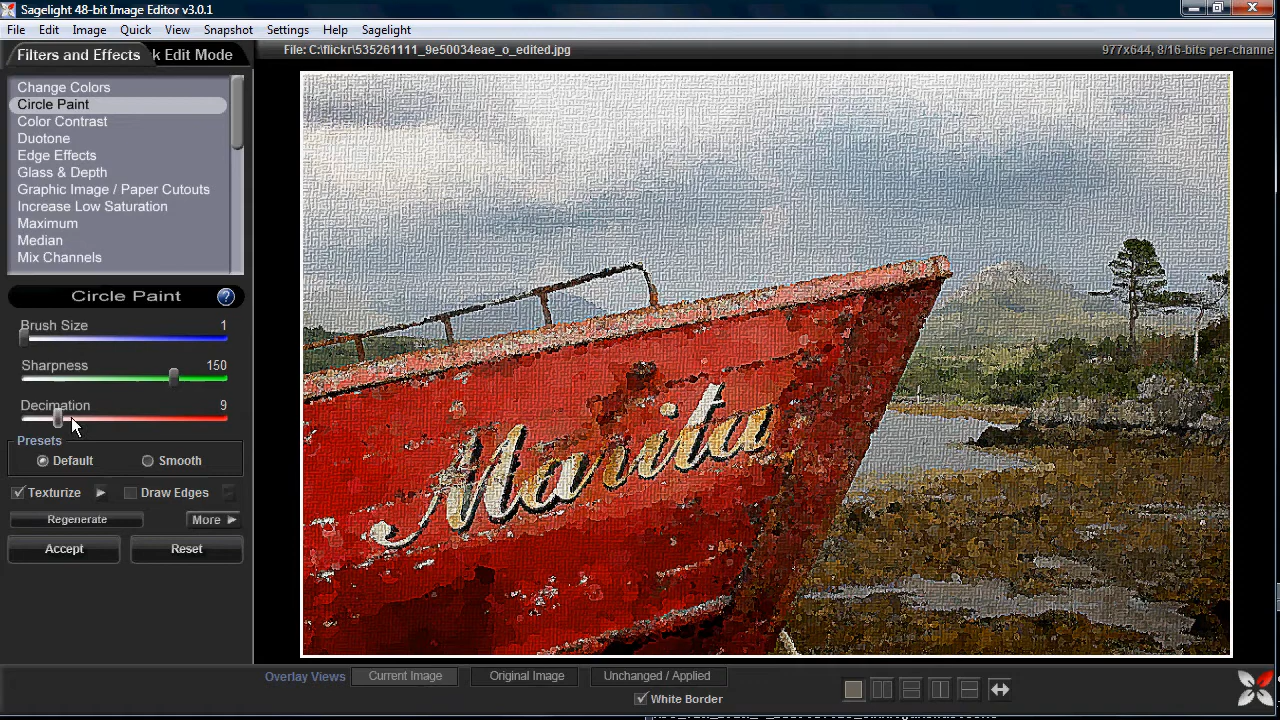 Sagelight 48-bit Image Editor v3.0.1
File Edit Image Quick View Snapshot Settings Help Sagelight
Filters and Effects k Edit Mode
File: C:\flickr\535261111_9e50034eae_o_edited.jpg
977x644, 8/16-bits per-channe
Change Colors
Circle Paint
Color Contrast
Duotone
Edge Effects
Glass & Depth
Graphic Image / Paper Cutouts
Increase Low Saturation
Maximum
Median
Mix Channels
Circle Paint ?
Brush Size 1
Sharpness 150
Decimation 9
Presets
Default Smooth
Texturize Draw Edges
Regenerate More
Accept Reset
Marita
Overlay Views Current Image Original Image Unchanged / Applied
White Border